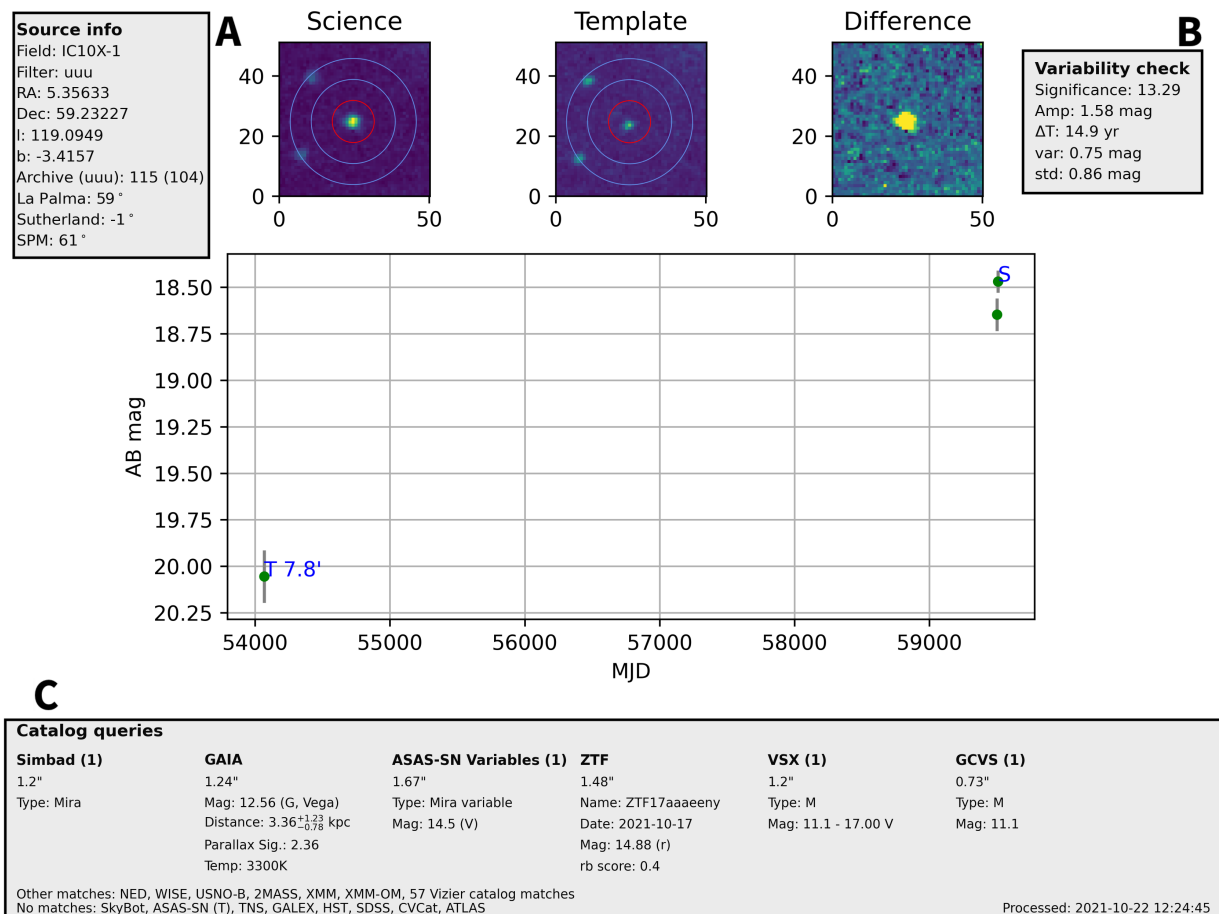 Source info
Field: IC10X-1
Filter: uuu
RA: 5.35633
Dec: 59.23227
l: 119.0949
b: -3.4157
Archive (uuu): 115 (104)
La Palma: 59°
Sutherland: -1°
SPM: 61°
A
Science
40
20
0
0 50
Template
40
20
0
0 50
Difference
40
20
0
0 50
B
Variability check
Significance: 13.29
Amp: 1.58 mag
ΔT: 14.9 yr
var: 0.75 mag
std: 0.86 mag
AB mag
18.50
18.75
19.00
19.25
19.50
19.75
20.00
20.25
S
T 7.8'
54000 55000 56000 57000 58000 59000
MJD
C
Catalog queries
Simbad (1)
1.2"
Type: Mira
GAIA
1.24"
Mag: 12.56 (G, Vega)
Distance: 3.36 +1.23 −0.78 kpc
Parallax Sig.: 2.36
Temp: 3300K
ASAS-SN Variables (1)
1.67"
Type: Mira variable
Mag: 14.5 (V)
ZTF
1.48"
Name: ZTF17aaaeeny
Date: 2021-10-17
Mag: 14.88 (r)
rb score: 0.4
VSX (1)
1.2"
Type: M
Mag: 11.1 - 17.00 V
GCVS (1)
0.73"
Type: M
Mag: 11.1
Other matches: NED, WISE, USNO-B, 2MASS, XMM, XMM-OM, 57 Vizier catalog matches
No matches: SkyBot, ASAS-SN (T), TNS, GALEX, HST, SDSS, CVCat, ATLAS
Processed: 2021-10-22 12:24:45